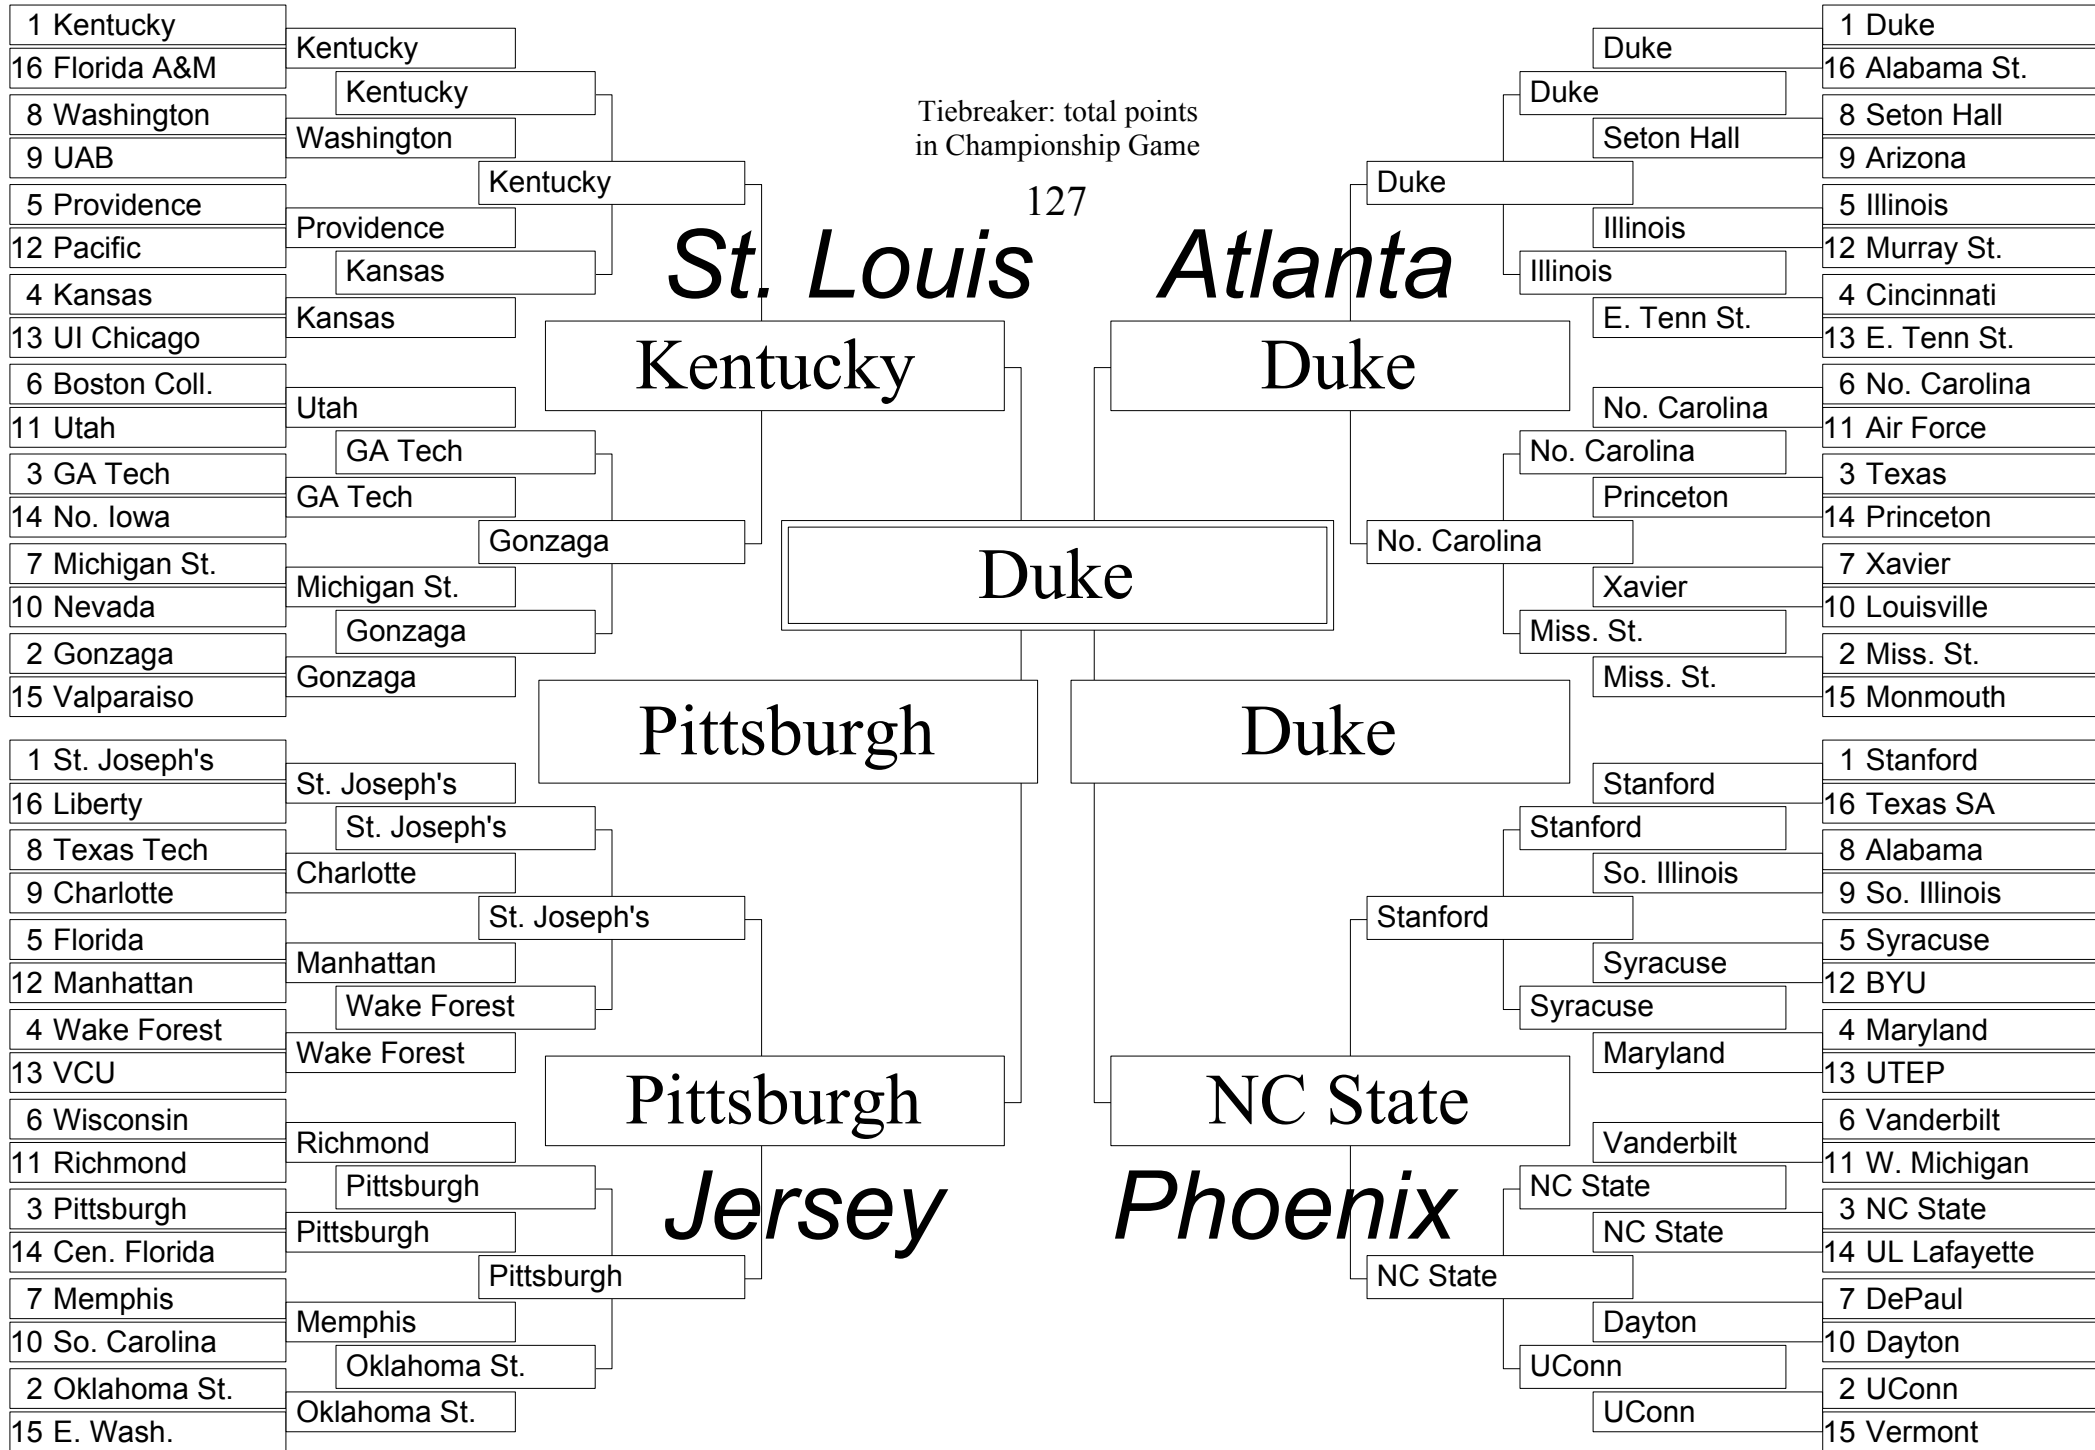 1 Kentucky
16 Florida A&M
8 Washington
9 UAB
5 Providence
12 Pacific
4 Kansas
13 UI Chicago
6 Boston Coll.
11 Utah
3 GA Tech
14 No. Iowa
7 Michigan St.
10 Nevada
2 Gonzaga
15 Valparaiso
1 St. Joseph's
16 Liberty
8 Texas Tech
9 Charlotte
5 Florida
12 Manhattan
4 Wake Forest
13 VCU
6 Wisconsin
11 Richmond
3 Pittsburgh
14 Cen. Florida
7 Memphis
10 So. Carolina
2 Oklahoma St.
15 E. Wash.
Kentucky
Washington
Providence
Kansas
Utah
GA Tech
Michigan St.
Gonzaga
St. Joseph's
Charlotte
Manhattan
Wake Forest
Richmond
Pittsburgh
Memphis
Oklahoma St.
Kentucky
Kansas
GA Tech
Gonzaga
St. Joseph's
Wake Forest
Pittsburgh
Oklahoma St.
Kentucky
Gonzaga
St. Joseph's
Pittsburgh
St. Louis
Kentucky
Pittsburgh
Pittsburgh
Jersey
Tiebreaker: total points
in Championship Game
127
Duke
Atlanta
Duke
Duke
NC State
Phoenix
Duke
No. Carolina
Stanford
NC State
Duke
Illinois
No. Carolina
Miss. St.
Stanford
Syracuse
NC State
UConn
Duke
Seton Hall
Illinois
E. Tenn St.
No. Carolina
Princeton
Xavier
Miss. St.
Stanford
So. Illinois
Syracuse
Maryland
Vanderbilt
NC State
Dayton
UConn
1 Duke
16 Alabama St.
8 Seton Hall
9 Arizona
5 Illinois
12 Murray St.
4 Cincinnati
13 E. Tenn St.
6 No. Carolina
11 Air Force
3 Texas
14 Princeton
7 Xavier
10 Louisville
2 Miss. St.
15 Monmouth
1 Stanford
16 Texas SA
8 Alabama
9 So. Illinois
5 Syracuse
12 BYU
4 Maryland
13 UTEP
6 Vanderbilt
11 W. Michigan
3 NC State
14 UL Lafayette
7 DePaul
10 Dayton
2 UConn
15 Vermont